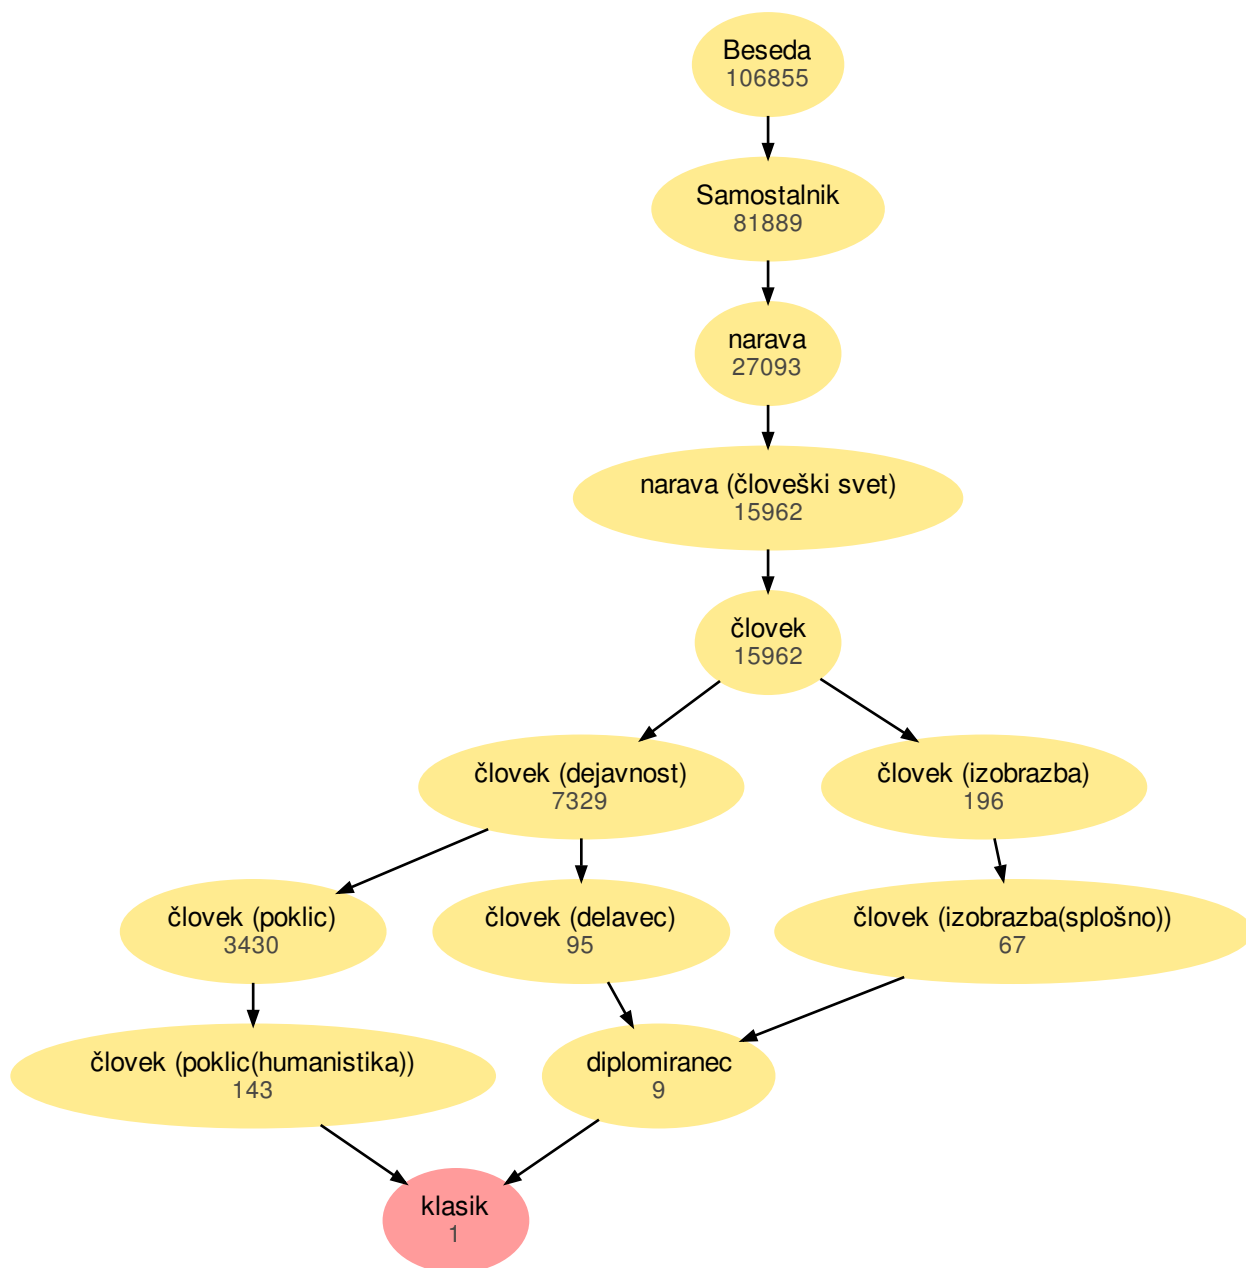 Beseda
106855
Samostalnik
81889
narava
27093
narava (človeški svet)
15962
človek
15962
človek (dejavnost)
7329
človek (izobrazba)
196
človek (poklic)
3430
človek (delavec)
95
človek (izobrazba(splošno))
67
človek (poklic(humanistika))
143
diplomiranec
9
klasik
1